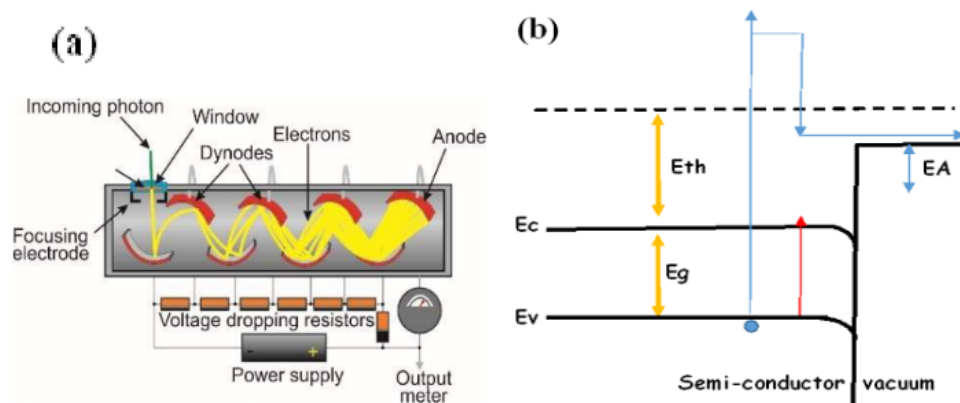 (a)
Incoming photon
Window
Electrons
Dynodes
Anode
Focusing
electrode
Voltage dropping resistors
-
+
Power supply
Output
meter
(b)
Eth
EA
Ec
Eg
Ev
Semi-conductor vacuum